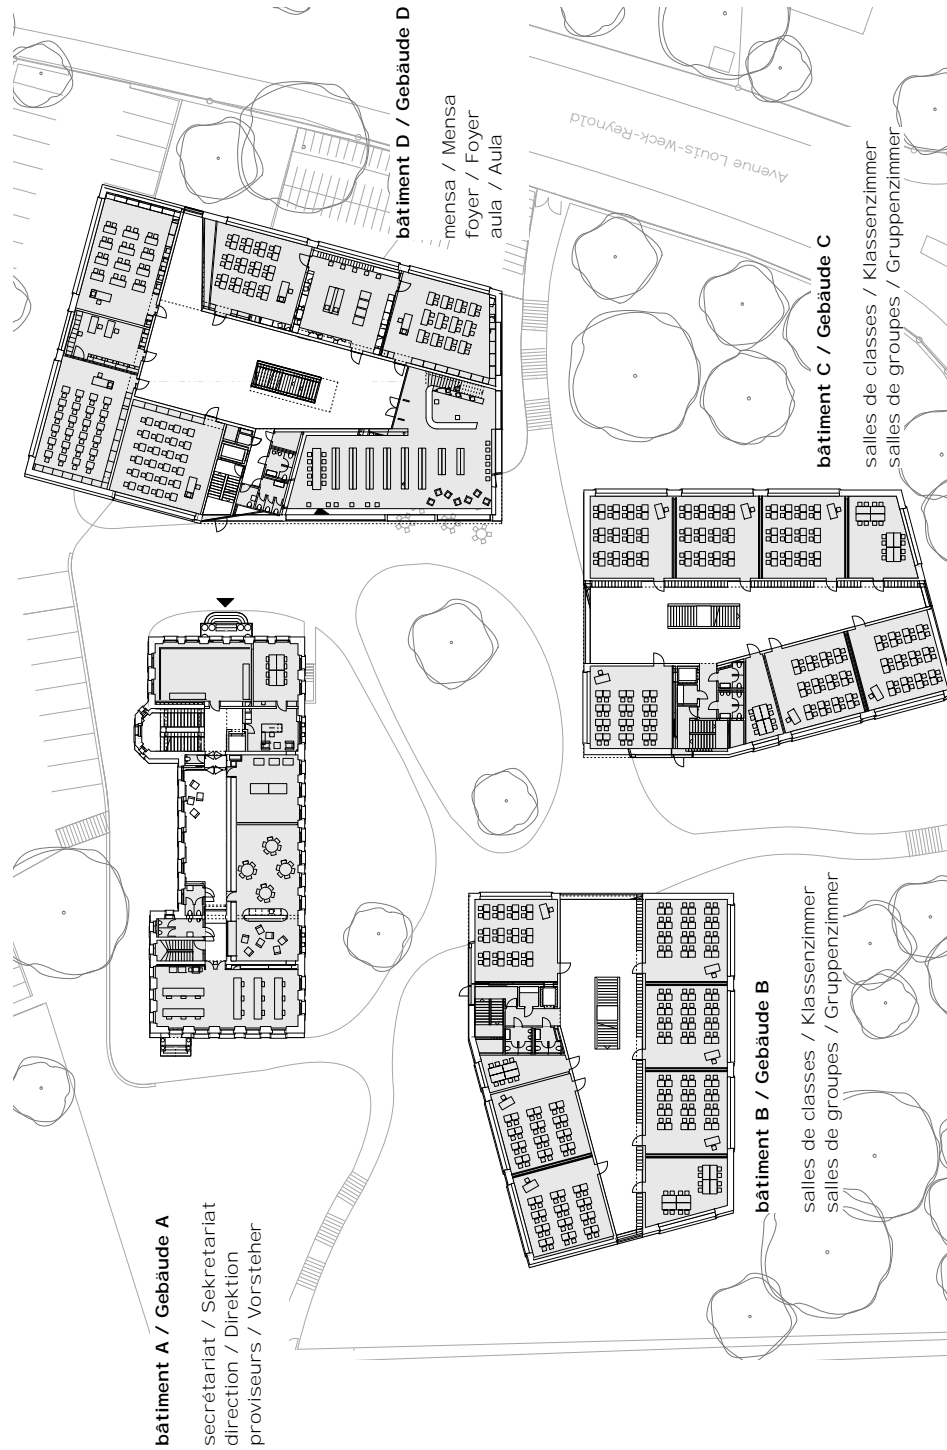 bâtiment D / Gebäude D
mensa / Mensa
foyer / Foyer
aula / Aula
Avenue Louis-Weck-Reynold
bâtiment C / Gebäude C
salles de classes / Klassenzimmer
salles de groupes / Gruppenzimmer
bâtiment B / Gebäude B
salles de classes / Klassenzimmer
salles de groupes / Gruppenzimmer
bâtiment A / Gebäude A
secrétariat / Sekretariat
direction / Direktion
proviseurs / Vorsteher